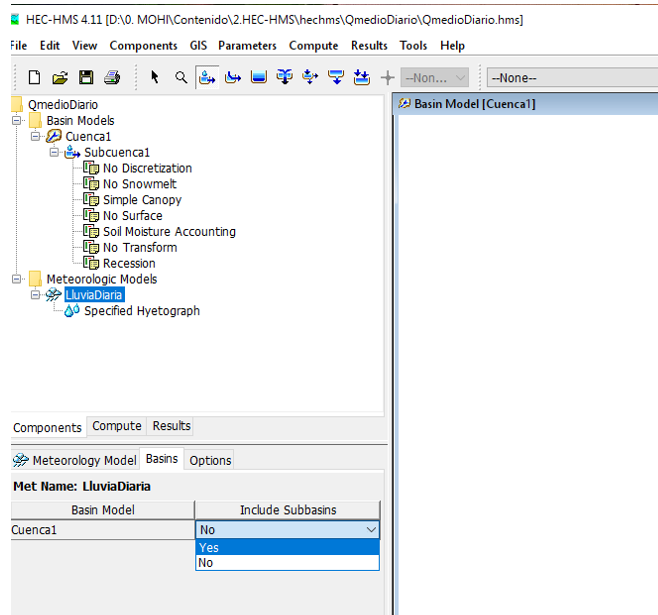 HEC-HMS 4.11 [D:\0. MOHI\Contenido\2.HEC-HMS\hechms\QmedioDiario\QmedioDiario.hms]
File Edit View Components GIS Parameters Compute Results Tools Help
--Non... --None--
QmedioDiario
Basin Models
Cuenca1
Subcuenca1
No Discretization
No Snowmelt
Simple Canopy
No Surface
Soil Moisture Accounting
No Transform
Recession
Meteorologic Models
LluviaDiaria
Specified Hyetograph
Basin Model [Cuenca1]
Components Compute Results
Meteorology Model Basins Options
Met Name: LluviaDiaria
Basin Model Include Subbasins
Cuenca1 No
Yes
No